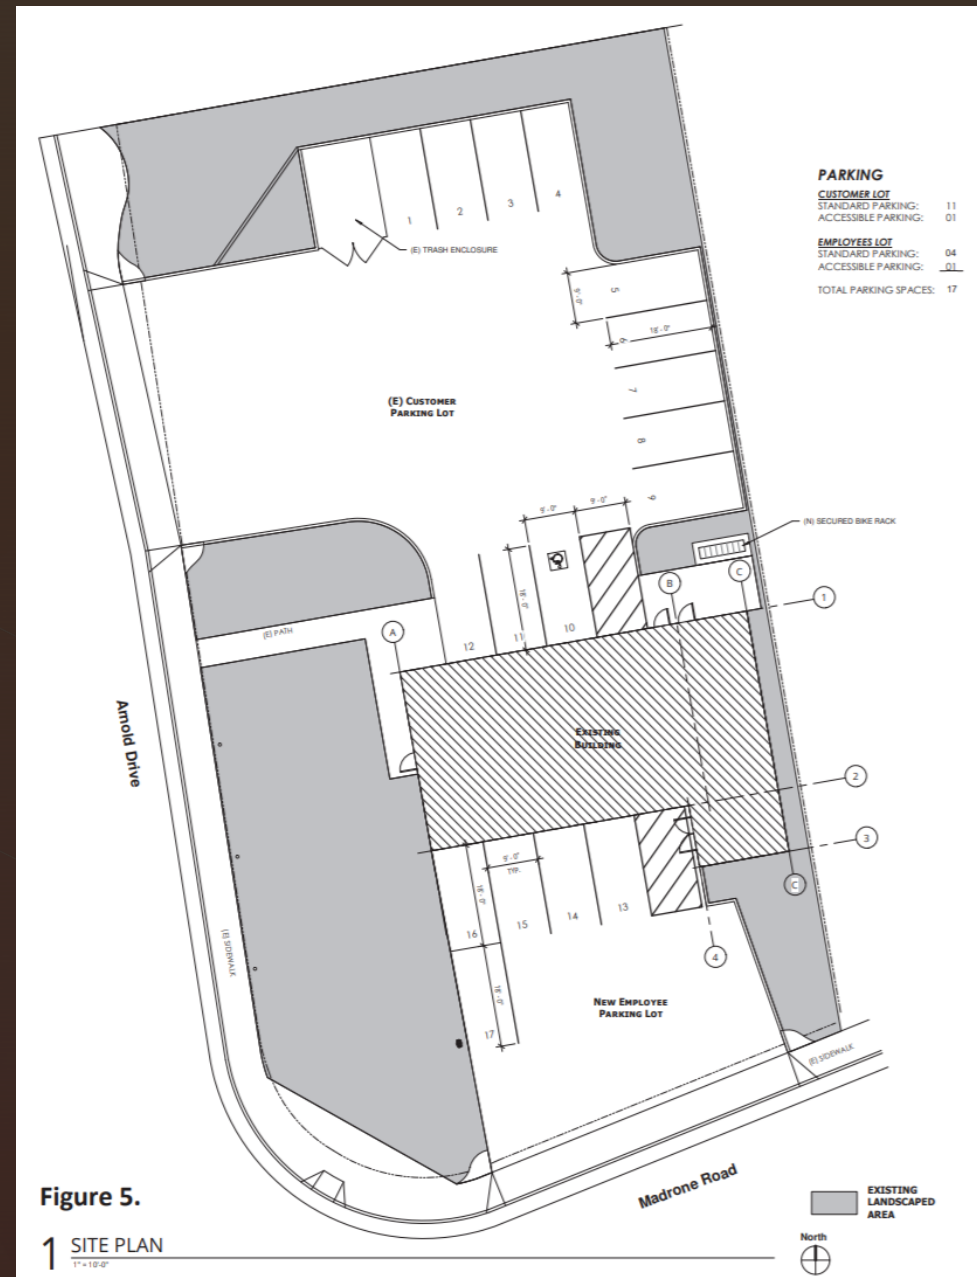 PARKING
CUSTOMER LOT
STANDARD PARKING: 11
ACCESSIBLE PARKING: 01
EMPLOYEES LOT
STANDARD PARKING: 04
ACCESSIBLE PARKING: 01
TOTAL PARKING SPACES: 17
1
2
3
4
(E) TRASH ENCLOSURE
5
9'-0"
18'-0"
6
7
8
9
(E) CUSTOMER
PARKING LOT
9'-0"
9'-0"
(N) SECURED BIKE RACK
18'-0"
12
11
10
B
C
1
(E) PATH
A
Arnold Drive
EXISTING
BUILDING
2
3
C
4
9'-0"
TYP.
18'-0"
16
15
14
13
18'-0"
17
(E) SIDEWALK
NEW EMPLOYEE
PARKING LOT
(E) SIDEWALK
Madrone Road
Figure 5.
1 SITE PLAN
1" = 10'-0"
EXISTING
LANDSCAPED
AREA
North